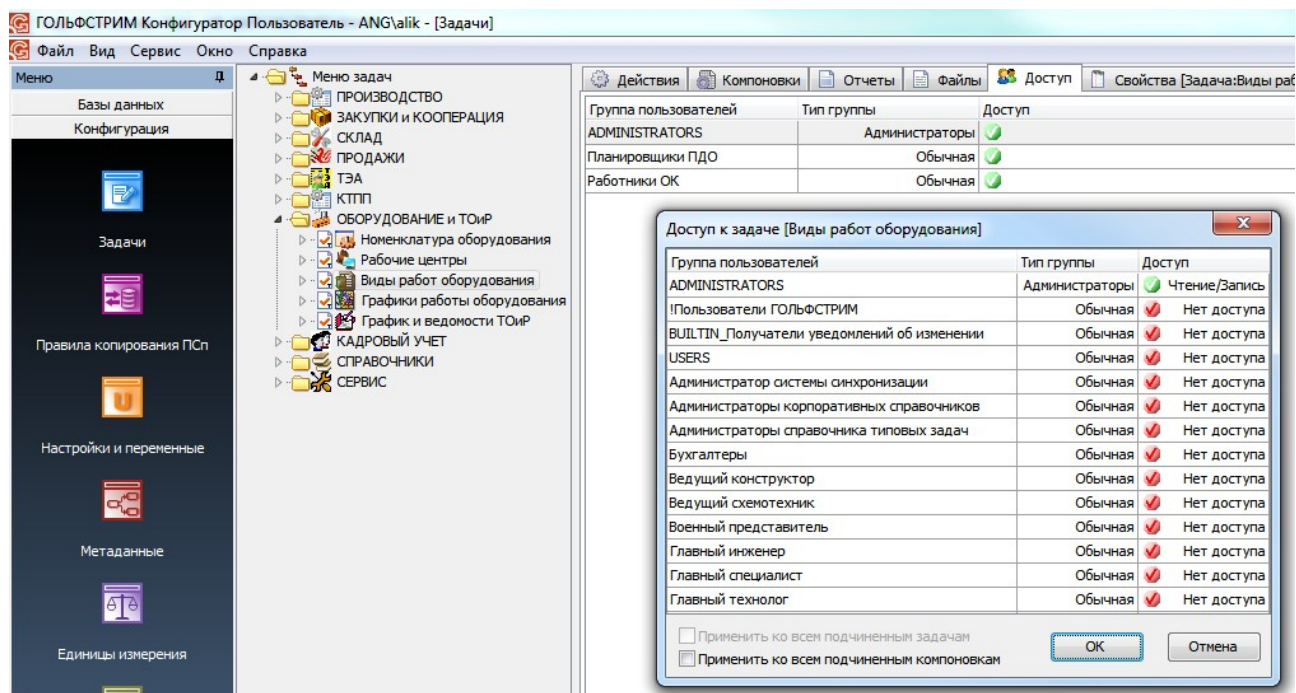 ГОЛЬФСТРИМ Конфигуратор Пользователь - ANG\alik - [Задачи]
Файл Вид Сервис Окно Справка
Меню
Базы данных
Конфигурация
Задачи
Правила копирования ПСп
Настройки и переменные
Метаданные
Единицы измерения
Меню задач
ПРОИЗВОДСТВО
ЗАКУПКИ и КООПЕРАЦИЯ
СКЛАД
ПРОДАЖИ
ТЭА
КТПП
ОБОРУДОВАНИЕ и ТОиР
Номенклатура оборудования
Рабочие центры
Виды работ оборудования
Графики работы оборудования
График и ведомости ТОиР
КАДРОВЫЙ УЧЕТ
СПРАВОЧНИКИ
СЕРВИС
Действия Компоновки Отчеты Файлы Доступ Свойства [Задача:Виды раб
Группа пользователей Тип группы Доступ
ADMINISTRATORS Администраторы
Планировщики ПДО Обычная
Работники ОК Обычная
Доступ к задаче [Виды работ оборудования]
Группа пользователей Тип группы Доступ
ADMINISTRATORS Администраторы Чтение/Запись
!Пользователи ГОЛЬФСТРИМ Обычная Нет доступа
BUILTIN_Получатели уведомлений об изменении Обычная Нет доступа
USERS Обычная Нет доступа
Администратор системы синхронизации Обычная Нет доступа
Администраторы корпоративных справочников Обычная Нет доступа
Администраторы справочника типовых задач Обычная Нет доступа
Бухгалтеры Обычная Нет доступа
Ведущий конструктор Обычная Нет доступа
Ведущий схемотехник Обычная Нет доступа
Военный представитель Обычная Нет доступа
Главный инженер Обычная Нет доступа
Главный специалист Обычная Нет доступа
Главный технолог Обычная Нет доступа
Применить ко всем подчиненным задачам
Применить ко всем подчиненным компоновкам
ОК Отмена